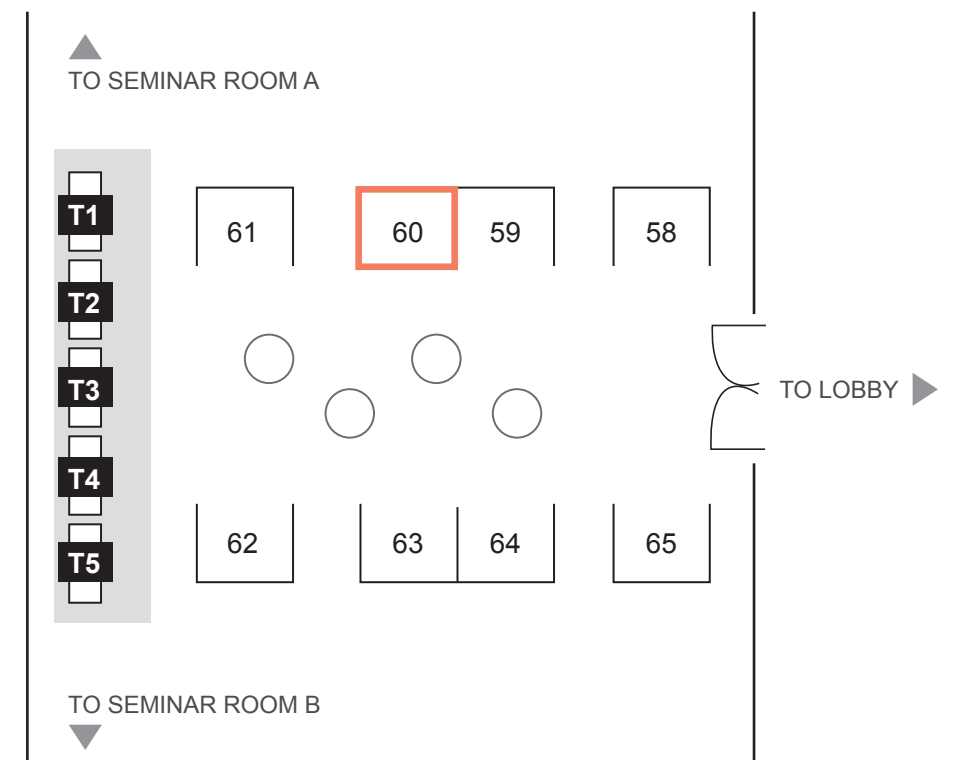 TO SEMINAR ROOM A
T1
61
60
59
58
T2
T3
TO LOBBY
T4
T5
62
63
64
65
TO SEMINAR ROOM B